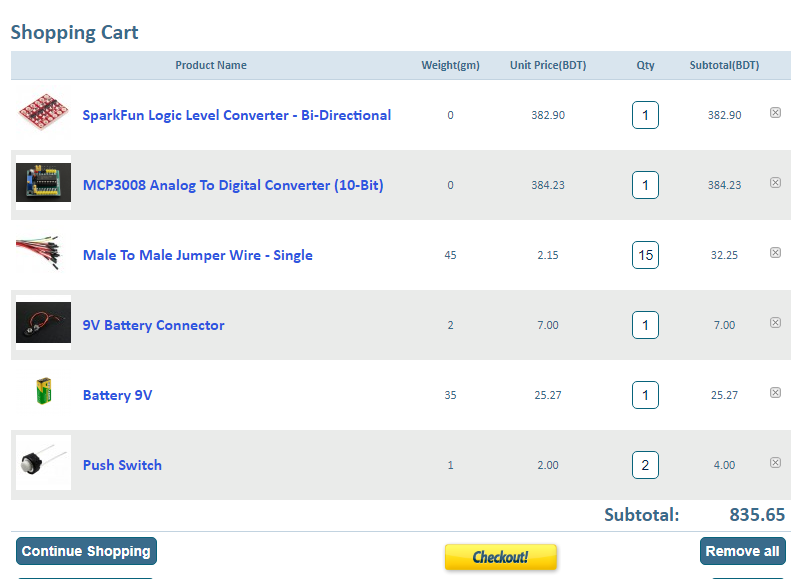 Shopping Cart
Product Name Weight(gm) Unit Price(BDT) Qty Subtotal(BDT)
SparkFun Logic Level Converter - Bi-Directional 0 382.90 1 382.90
MCP3008 Analog To Digital Converter (10-Bit) 0 384.23 1 384.23
Male To Male Jumper Wire - Single 45 2.15 15 32.25
9V Battery Connector 2 7.00 1 7.00
Battery 9V 35 25.27 1 25.27
Push Switch 1 2.00 2 4.00
Subtotal: 835.65
Continue Shopping Checkout! Remove all